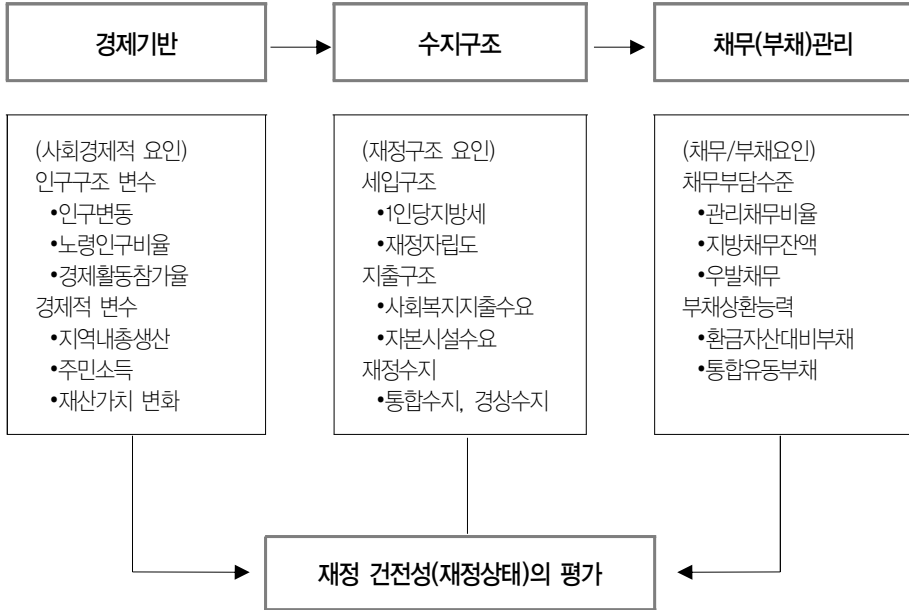 경제기반
수지구조
채무(부채)관리
(사회경제적 요인)
인구구조 변수
•인구변동
•노령인구비율
•경제활동참가율
경제적 변수
•지역내총생산
•주민소득
•재산가치 변화
(재정구조 요인)
세입구조
•1인당지방세
•재정자립도
지출구조
•사회복지지출수요
•자본시설수요
재정수지
•통합수지, 경상수지
(채무/부채요인)
채무부담수준
•관리채무비율
•지방채무잔액
•우발채무
부채상환능력
•환금자산대비부채
•통합유동부채
재정 건전성(재정상태)의 평가